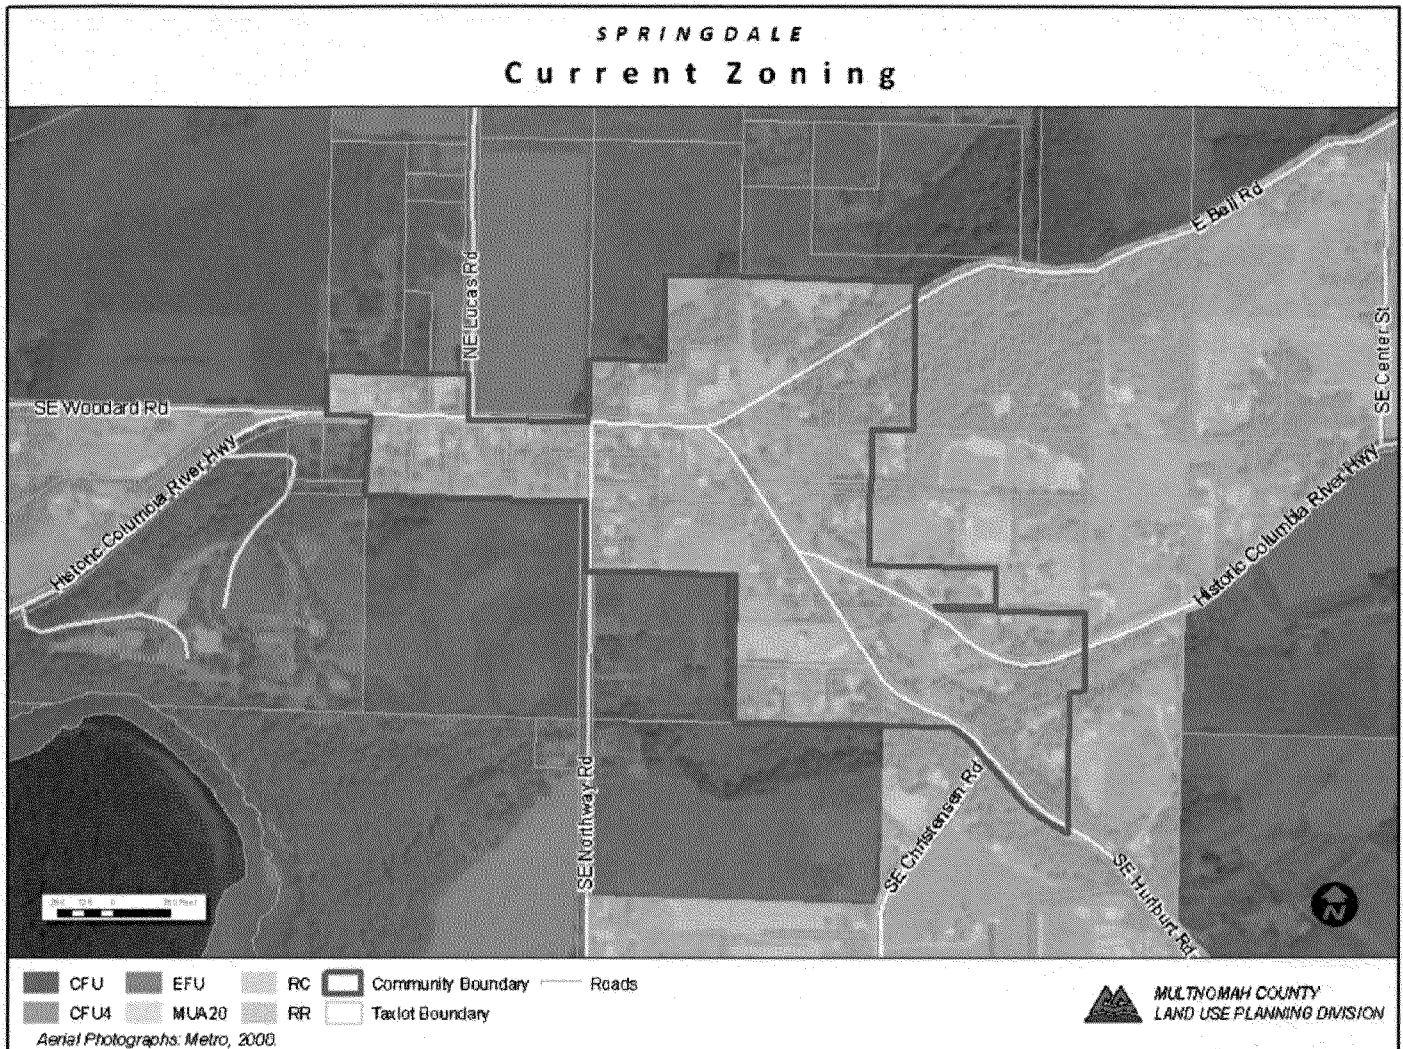 SPRINGDALE
Current Zoning
E Bell Rd
NE Lucas Rd
SE Center St
SE Woodard Rd
Historic Columbia River Hwy
Historic Columbia River Hwy
SE Northway Rd
SE Christensen Rd
SE Hurlburt Rd
N
CFU
EFU
RC
Community Boundary
Roads
CFU4
MUA20
RR
Taxlot Boundary
Aerial Photographs: Metro, 2000.
MULTNOMAH COUNTY
LAND USE PLANNING DIVISION